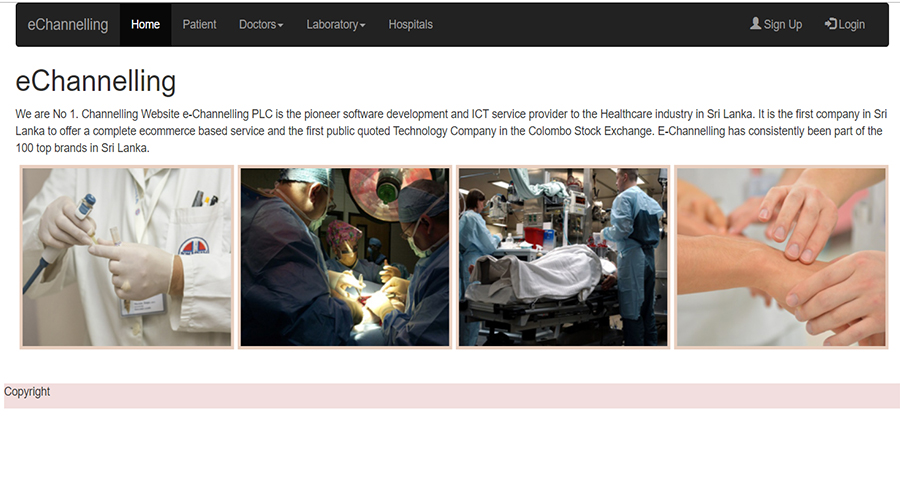 eChannelling Home Patient Doctors Laboratory Hospitals Sign Up Login
eChannelling
We are No 1. Channelling Website e-Channelling PLC is the pioneer software development and ICT service provider to the Healthcare industry in Sri Lanka. It is the first company in Sri
Lanka to offer a complete ecommerce based service and the first public quoted Technology Company in the Colombo Stock Exchange. E-Channelling has consistently been part of the
100 top brands in Sri Lanka.
Copyright